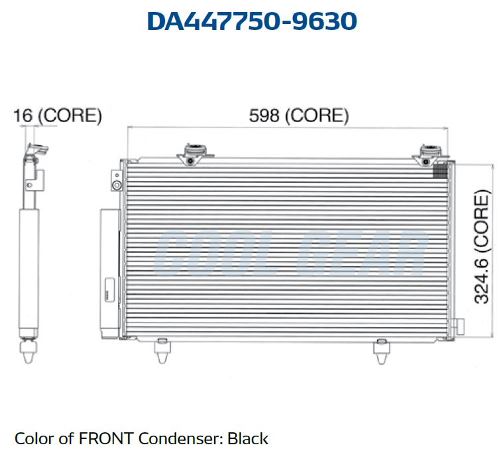 DA447750-9630
16 (CORE)
598 (CORE)
324.6 (CORE)
COOL GEAR
Color of FRONT Condenser: Black